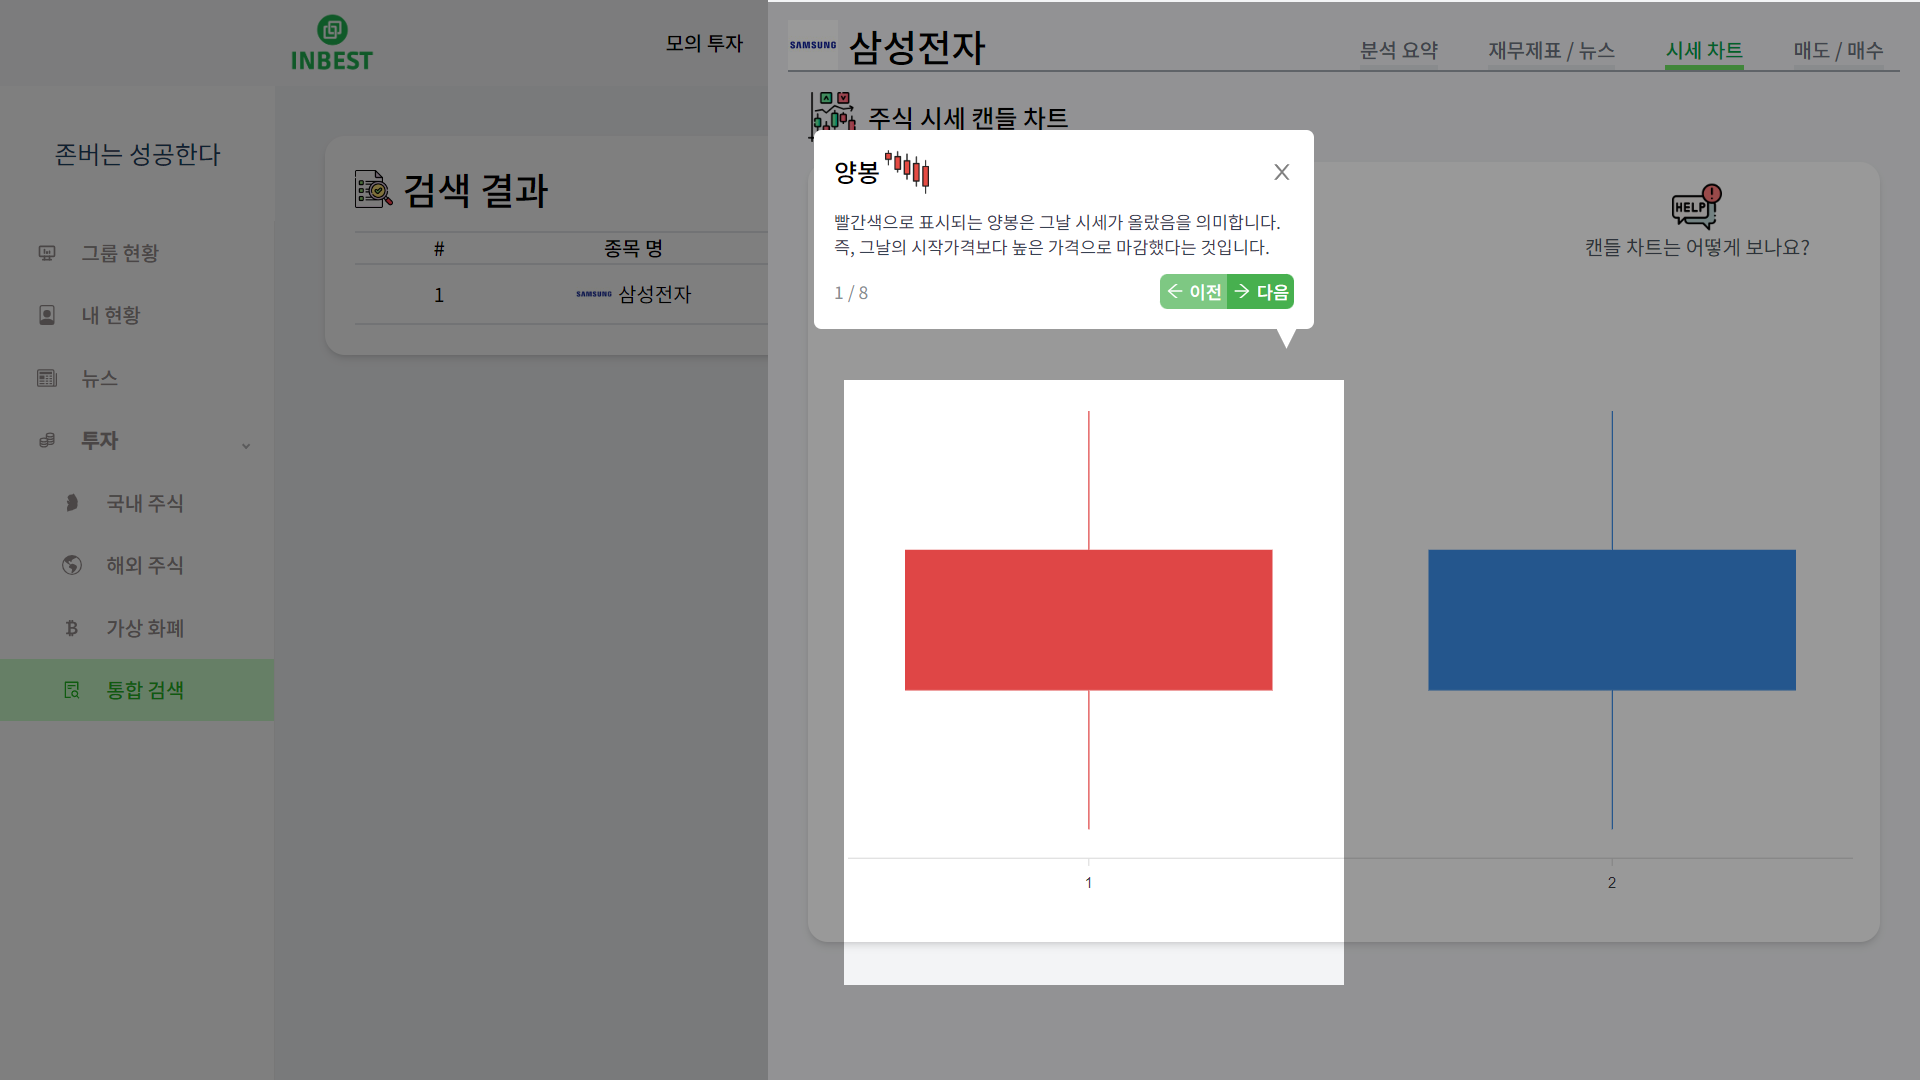 INBEST
모의 투자
존버는 성공한다
그룹 현황
내 현황
뉴스
투자
국내 주식
해외 주식
가상 화폐
통합 검색
검색 결과
# 종목 명
1 SAMSUNG 삼성전자
SAMSUNG 삼성전자
분석 요약 재무제표 / 뉴스 시세 차트 매도 / 매수
주식 시세 캔들 차트
양봉
X
빨간색으로 표시되는 양봉은 그날 시세가 올랐음을 의미합니다.
즉, 그날의 시작가격보다 높은 가격으로 마감했다는 것입니다.
1 / 8
이전 다음
HELP !
캔들 차트는 어떻게 보나요?
1 2